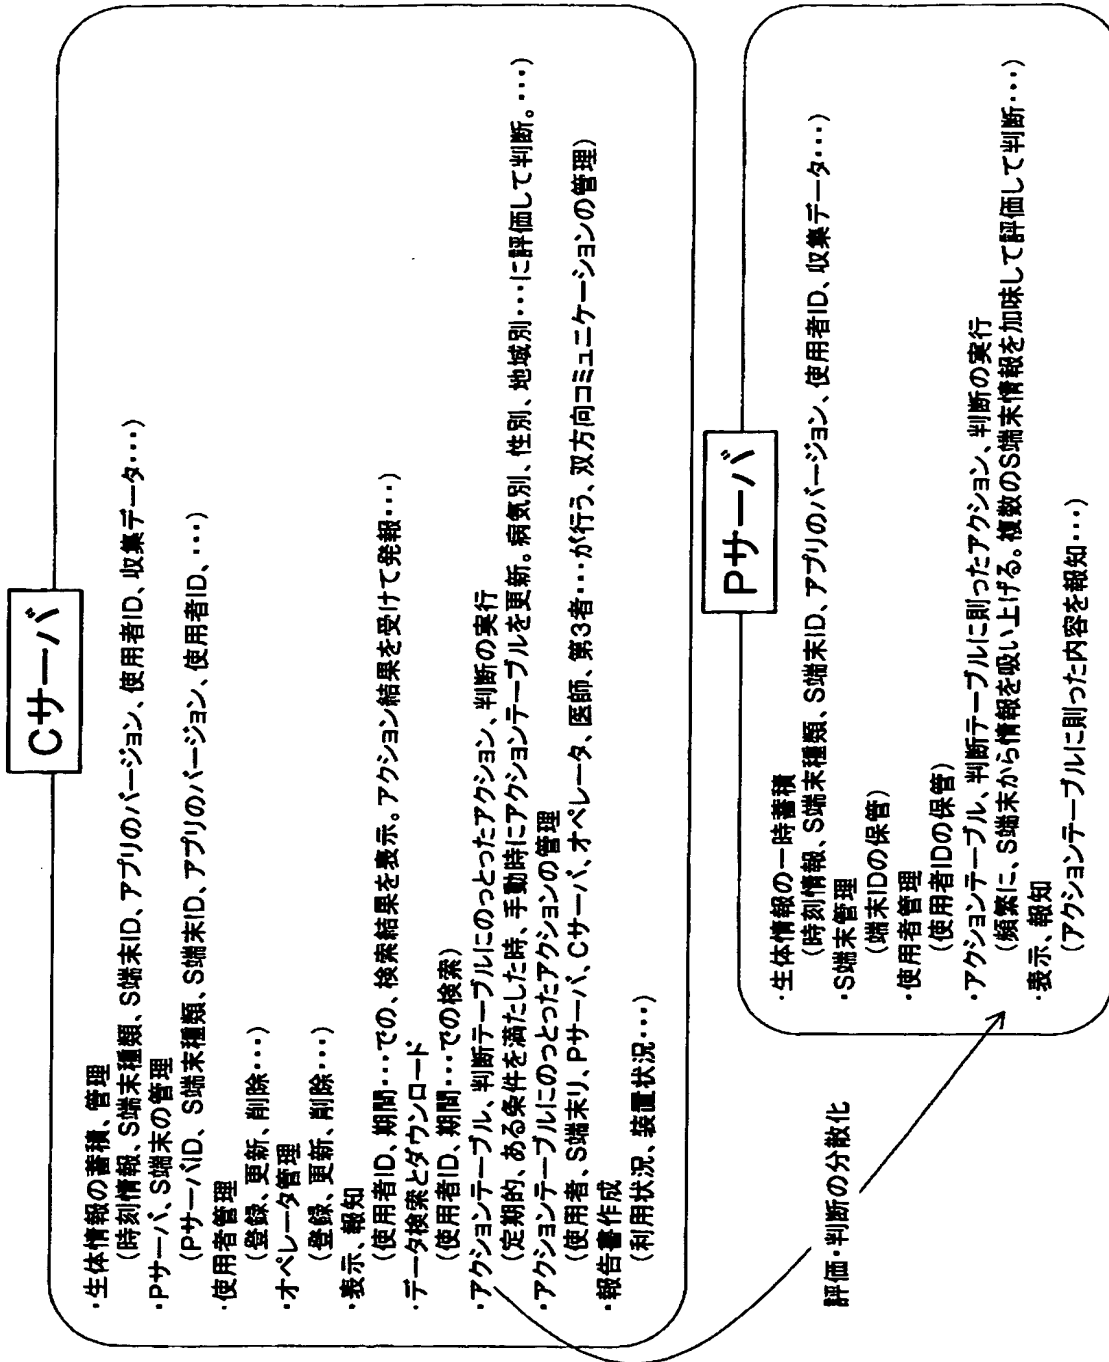 Cサーバ
・生体情報の蓄積、管理
(時刻情報、S端末種類、S端末ID、アプリのバージョン、使用者ID、収集データ・・・)
・Pサーバ、S端末の管理
(PサーバID、S端末種類、S端末ID、アプリのバージョン、使用者ID、・・・)
・使用者管理
(登録、更新、削除・・・)
・オペレータ管理
(登録、更新、削除・・・)
・表示、報知
(使用者ID、期間・・・での、検索結果を表示。アクション結果を受けて発報・・・)
・データ検索とダウンロード
(使用者ID、期間・・・での検索)
・アクションテーブル、判断テーブルにのっとったアクション、判断の実行
(定期的、ある条件を満たした時、手動時にアクションテーブルを更新。病気別、性別、地域別・・・に評価して判断。・・・)
・アクションテーブルにのっとったアクションの管理
(使用者、S端末リ、Pサーバ、Cサーバ、オペレータ、医師、第3者・・・が行う、双方向コミュニケーションの管理)
・報告書作成
(利用状況、装置状況・・・)
評価・判断の分散化
Pサーバ
・生体情報の一時蓄積
(時刻情報、S端末種類、S端末ID、アプリのバージョン、使用者ID、収集データ・・・)
・S端末管理
(端末IDの保管)
・使用者管理
(使用者IDの保管)
・アクションテーブル、判断テーブルに則ったアクション、判断の実行
(頻繁に、S端末から情報を吸い上げる。複数のS端末情報を加味して評価して判断・・・)
・表示、報知
(アクションテーブルに則った内容を報知・・・)